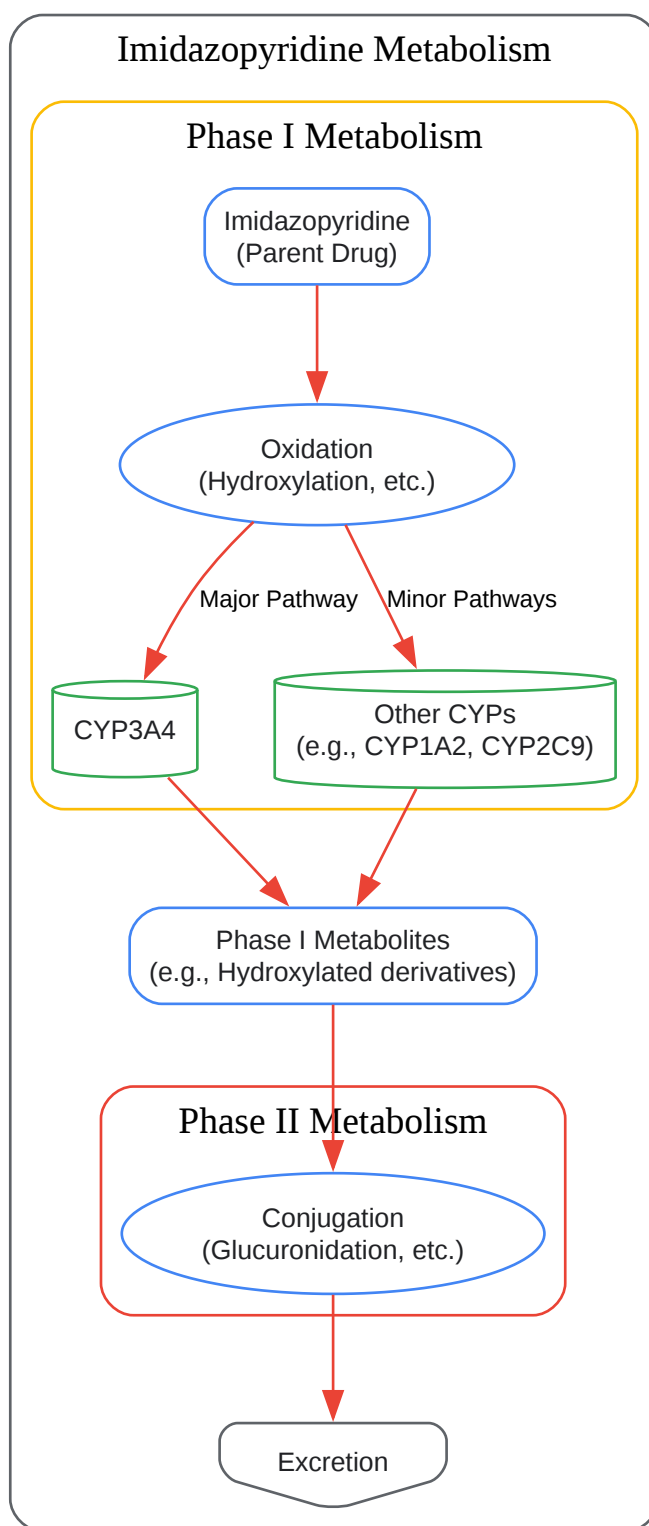 Imidazopyridine Metabolism
Phase I Metabolism
Imidazopyridine
(Parent Drug)
Oxidation
(Hydroxylation, etc.)
Major Pathway
Minor Pathways
CYP3A4
Other CYPs
(e.g., CYP1A2, CYP2C9)
Phase I Metabolites
(e.g., Hydroxylated derivatives)
Phase II Metabolism
Conjugation
(Glucuronidation, etc.)
Excretion